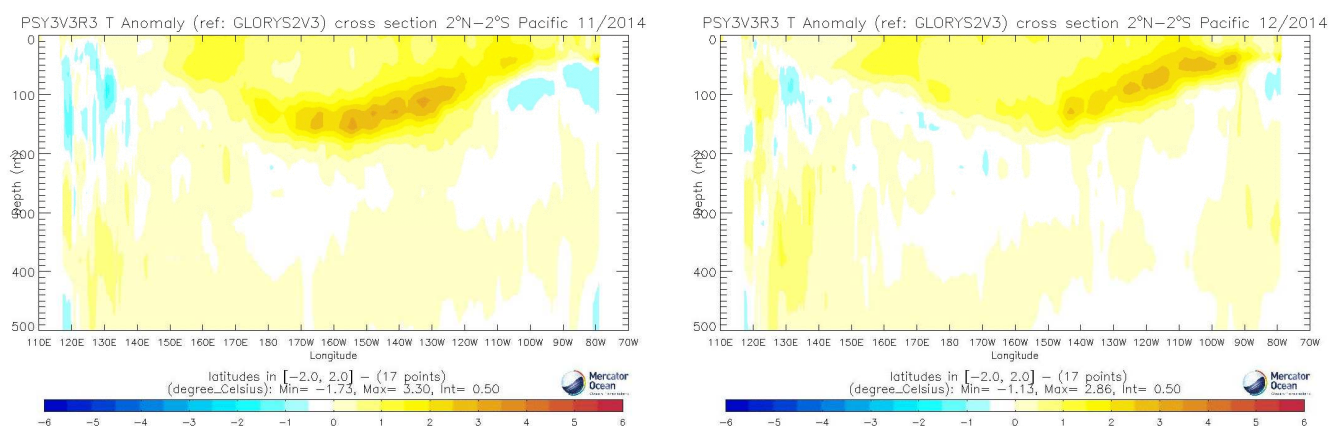 PSY3V3R3 T Anomaly (ref: GLORYS2V3) cross section 2°N-2°S Pacific 11/2014
0
100
200
300
400
500
Depth (m)
110E 120E 130E 140E 150E 160E 170E 180 170W 160W 150W 140W 130W 120W 110W 100W 90W 80W 70W
Longitude
latitudes in [-2.0, 2.0] - (17 points)
(degree_Celsius): Min= -1.73, Max= 3.30, Int= 0.50
Mercator
Ocean
-6 -5 -4 -3 -2 -1 0 1 2 3 4 5 6
PSY3V3R3 T Anomaly (ref: GLORYS2V3) cross section 2°N-2°S Pacific 12/2014
0
100
200
300
400
500
Depth (m)
110E 120E 130E 140E 150E 160E 170E 180 170W 160W 150W 140W 130W 120W 110W 100W 90W 80W 70W
Longitude
latitudes in [-2.0, 2.0] - (17 points)
(degree_Celsius): Min= -1.13, Max= 2.86, Int= 0.50
Mercator
Ocean
-6 -5 -4 -3 -2 -1 0 1 2 3 4 5 6